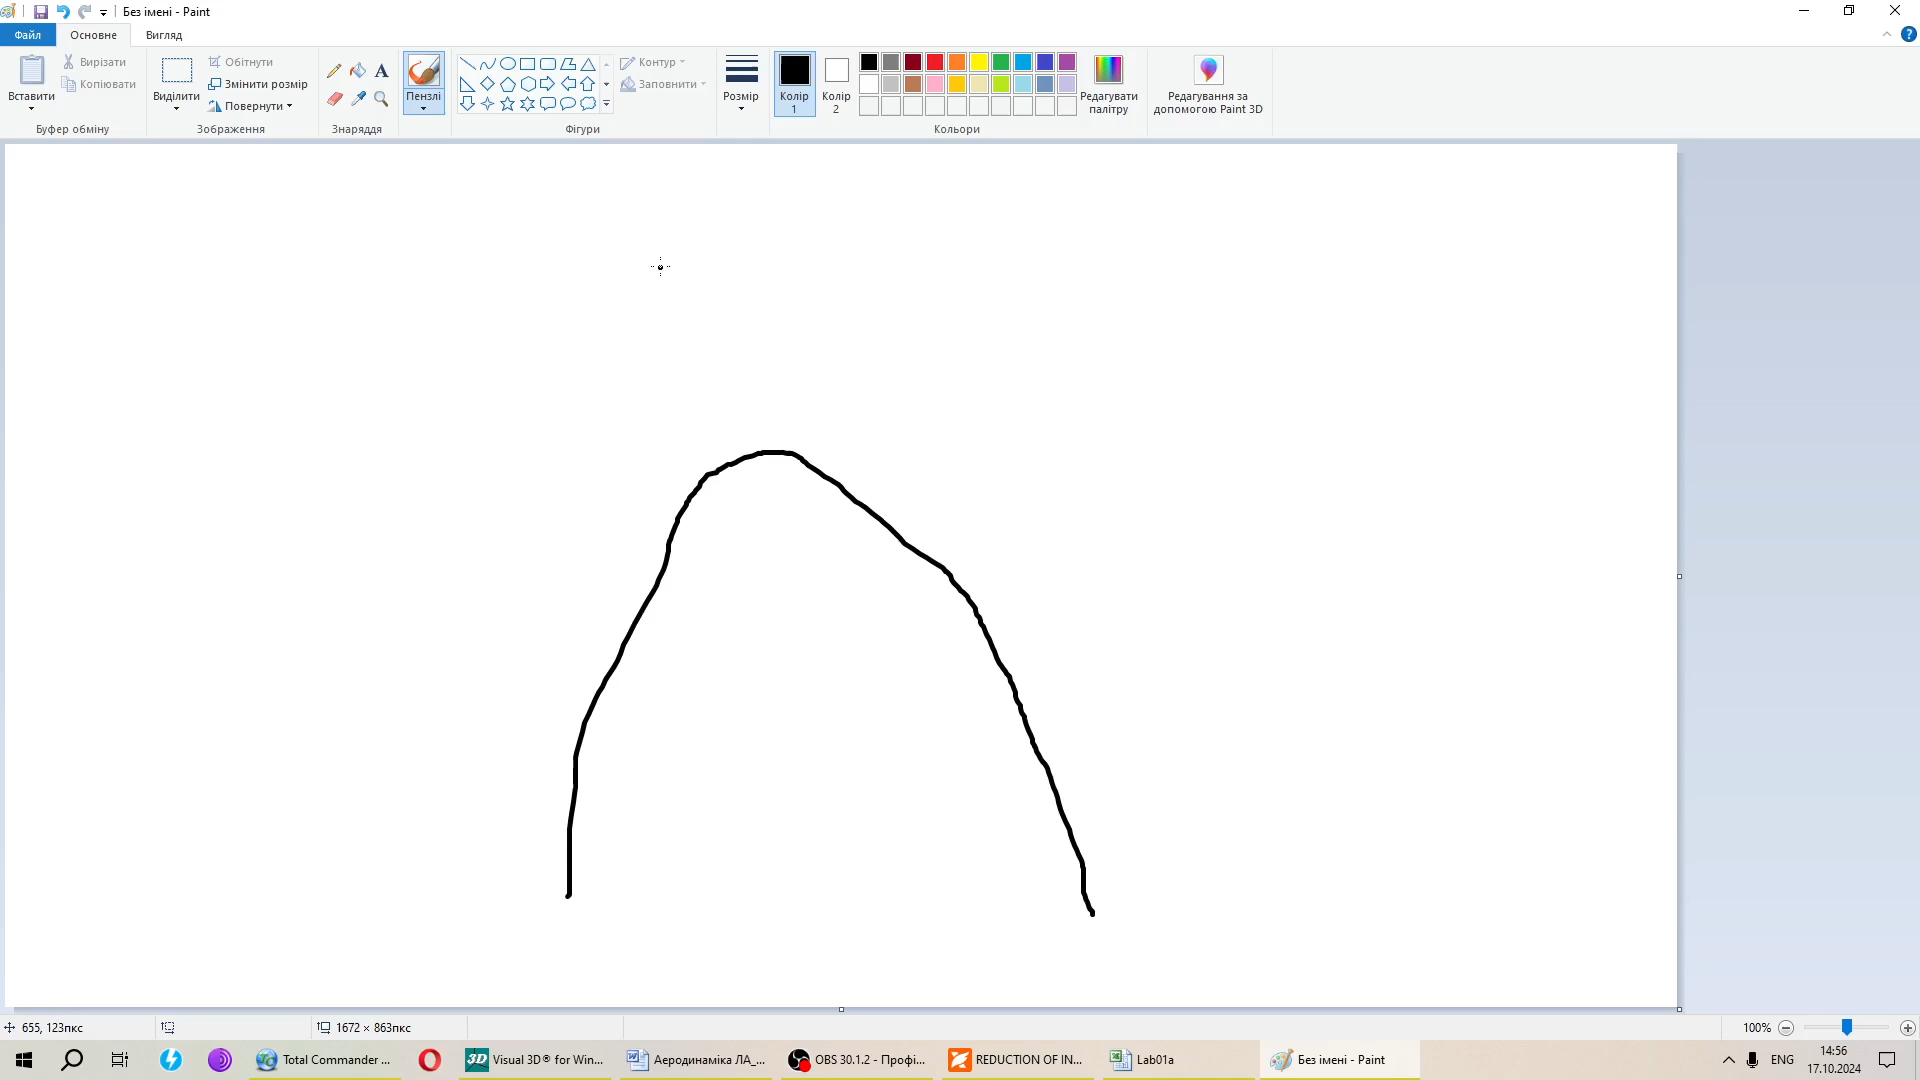 Без імені - Paint
Файл
Основне
Вигляд
Вставити
Вирізати
Копіювати
Буфер обміну
Виділити
Обітнути
Змінити розмір
Повернути
Зображення
Знаряддя
Пензлі
Контур
Заповнити
Фігури
Розмір
Колір
1
Колір
2
Редагувати
палітру
Кольори
Редагування за
допомогою Paint 3D
655, 123пкс
1672 × 863пкс
100%
Total Commander ...
3D
Visual 3D® for Win...
Аеродинаміка ЛА_...
OBS 30.1.2 - Профі...
REDUCTION OF IN...
Lab01a
Без імені - Paint
ENG
14:56
17.10.2024